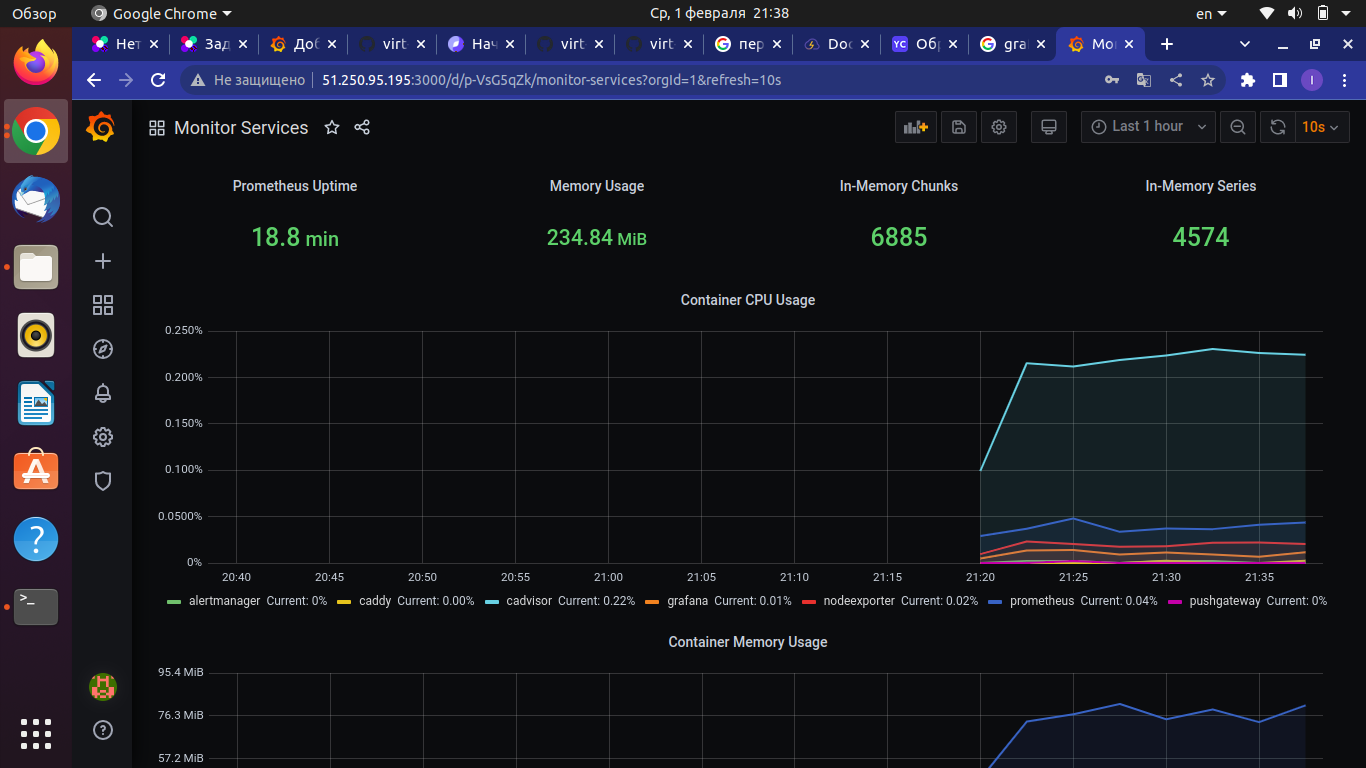 Обзор Google Chrome Ср, 1 февраля 21:38 en
Нет Зад Доб virt Нач virt virt пер Doc YC Обр gra Мо
Не защищено 51.250.95.195:3000/d/p-VsG5qZk/monitor-services?orgId=1&refresh=10s I
Monitor Services Last 1 hour 10s
Prometheus Uptime Memory Usage In-Memory Chunks In-Memory Series
18.8 min 234.84 MiB 6885 4574
Container CPU Usage
0.250%
0.200%
0.150%
0.100%
0.0500%
0%
20:40 20:45 20:50 20:55 21:00 21:05 21:10 21:15 21:20 21:25 21:30 21:35
alertmanager Current: 0% caddy Current: 0.00% cadvisor Current: 0.22% grafana Current: 0.01% nodeexporter Current: 0.02% prometheus Current: 0.04% pushgateway Current: 0%
Container Memory Usage
95.4 MiB
76.3 MiB
57.2 MiB